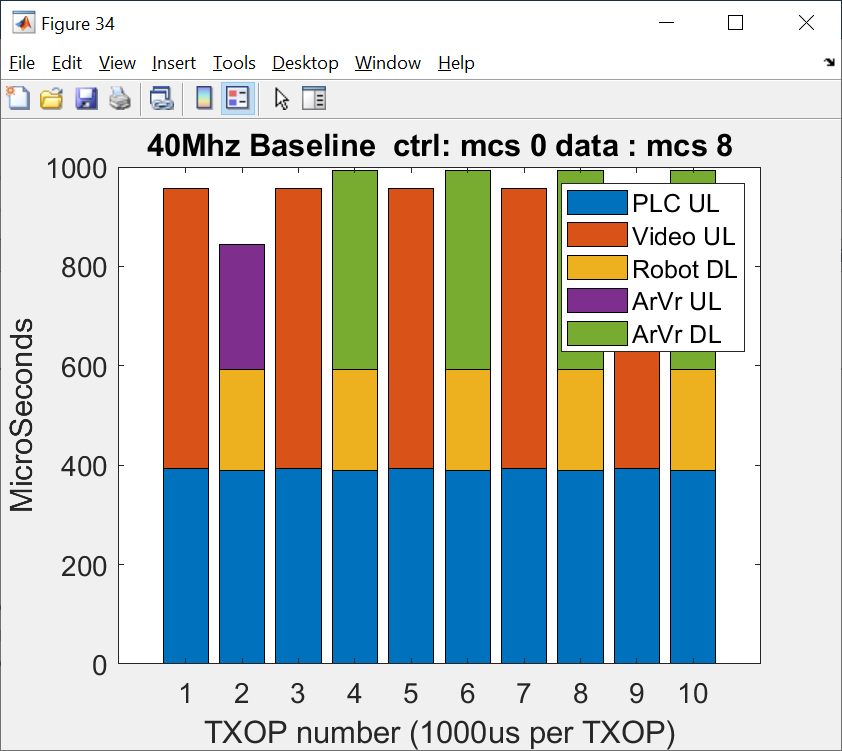 Figure 34
File Edit View Insert Tools Desktop Window Help
40Mhz Baseline  ctrl: mcs 0 data : mcs 8
1000
800
600
400
200
0
MicroSeconds
PLC UL
Video UL
Robot DL
ArVr UL
ArVr DL
1 2 3 4 5 6 7 8 9 10
TXOP number (1000us per TXOP)